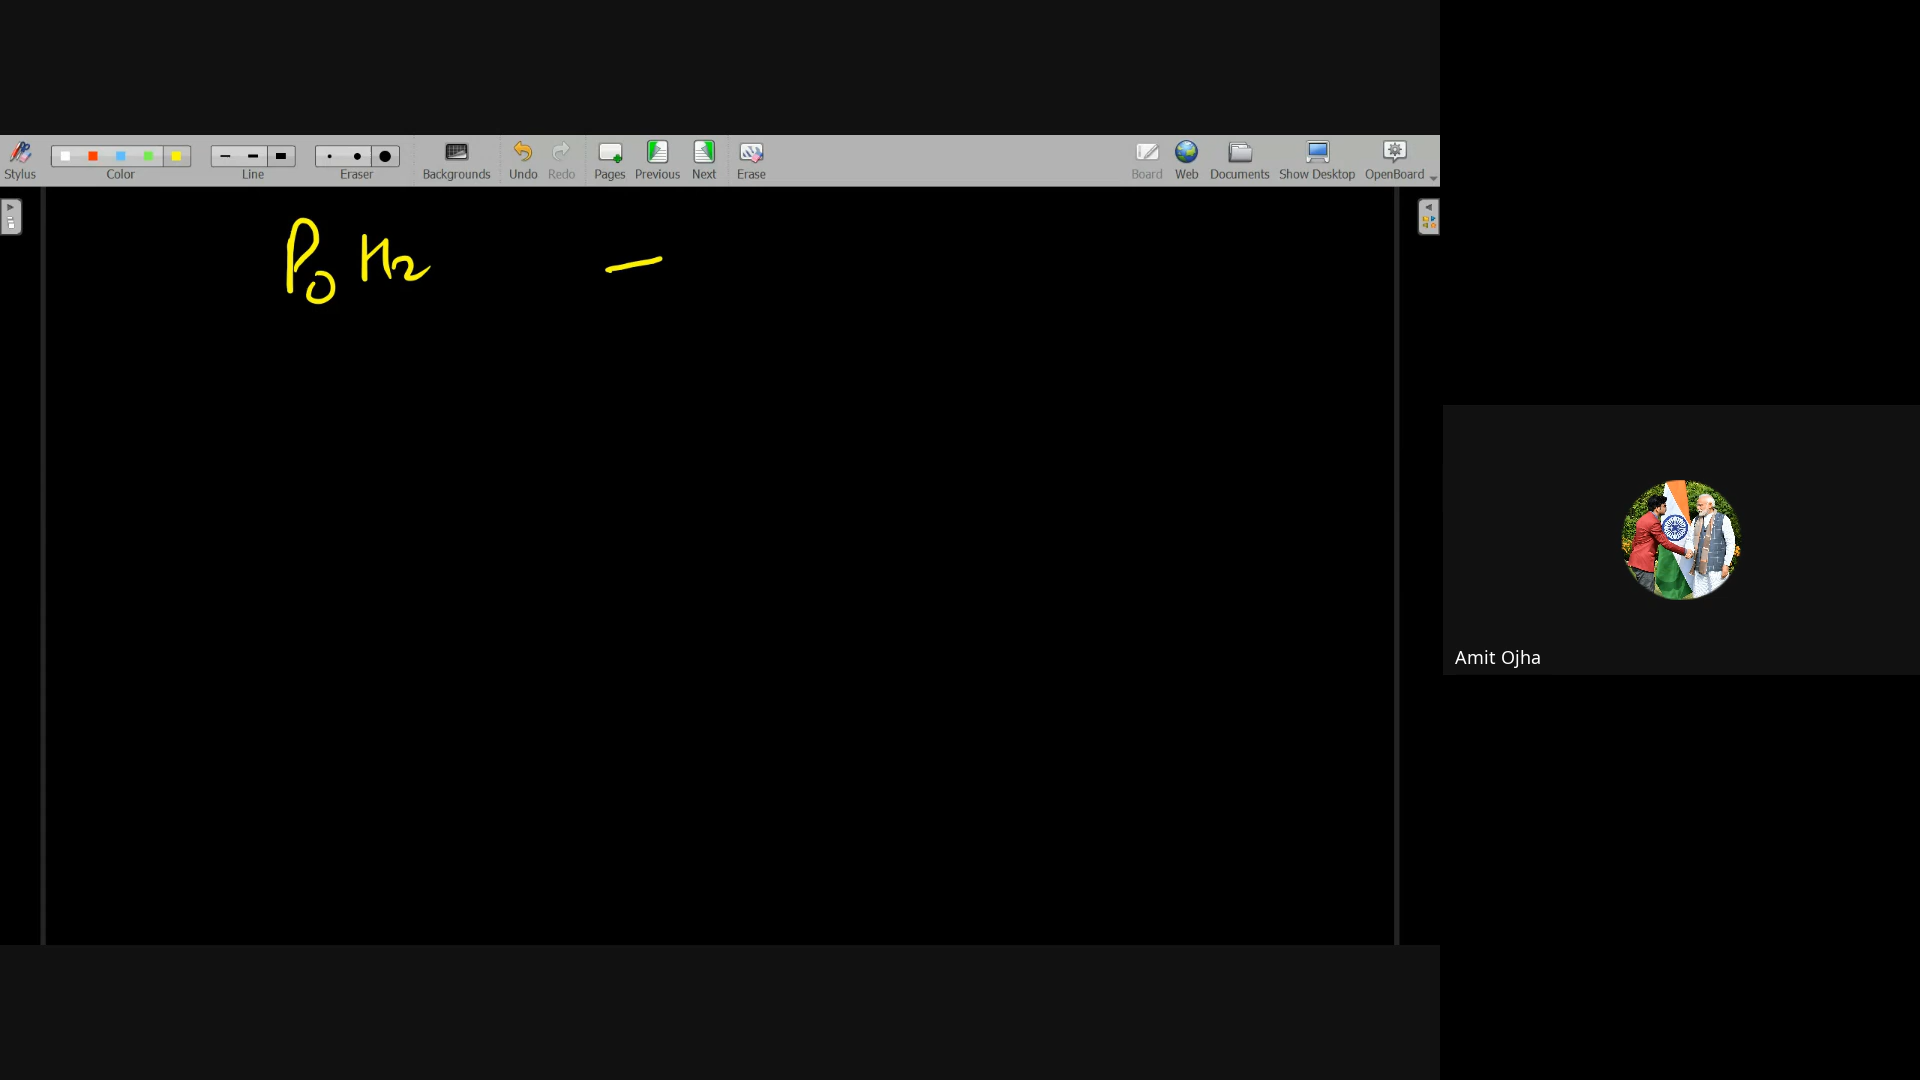 Stylus Color Line Eraser Backgrounds Undo Redo Pages Previous Next Erase Board Web Documents Show Desktop OpenBoard
Po H2 —
Amit Ojha